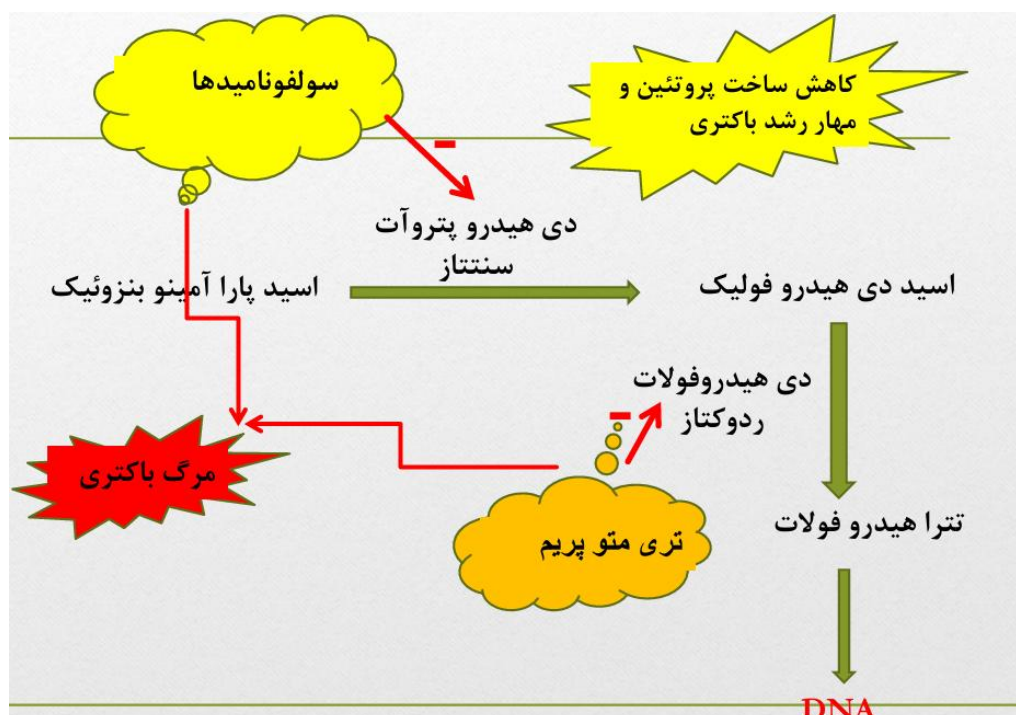 سولفونامیدها
کاهش ساخت پروتئین و
مهار رشد باکتری
دی هیدرو پتروآت
سنتتاز
اسید پارا آمینو بنزوئیک
اسید دی هیدرو فولیک
دی هیدروفولات
ردوکتاز
مرگ باکتری
تری متو پریم
تترا هیدرو فولات
DNA